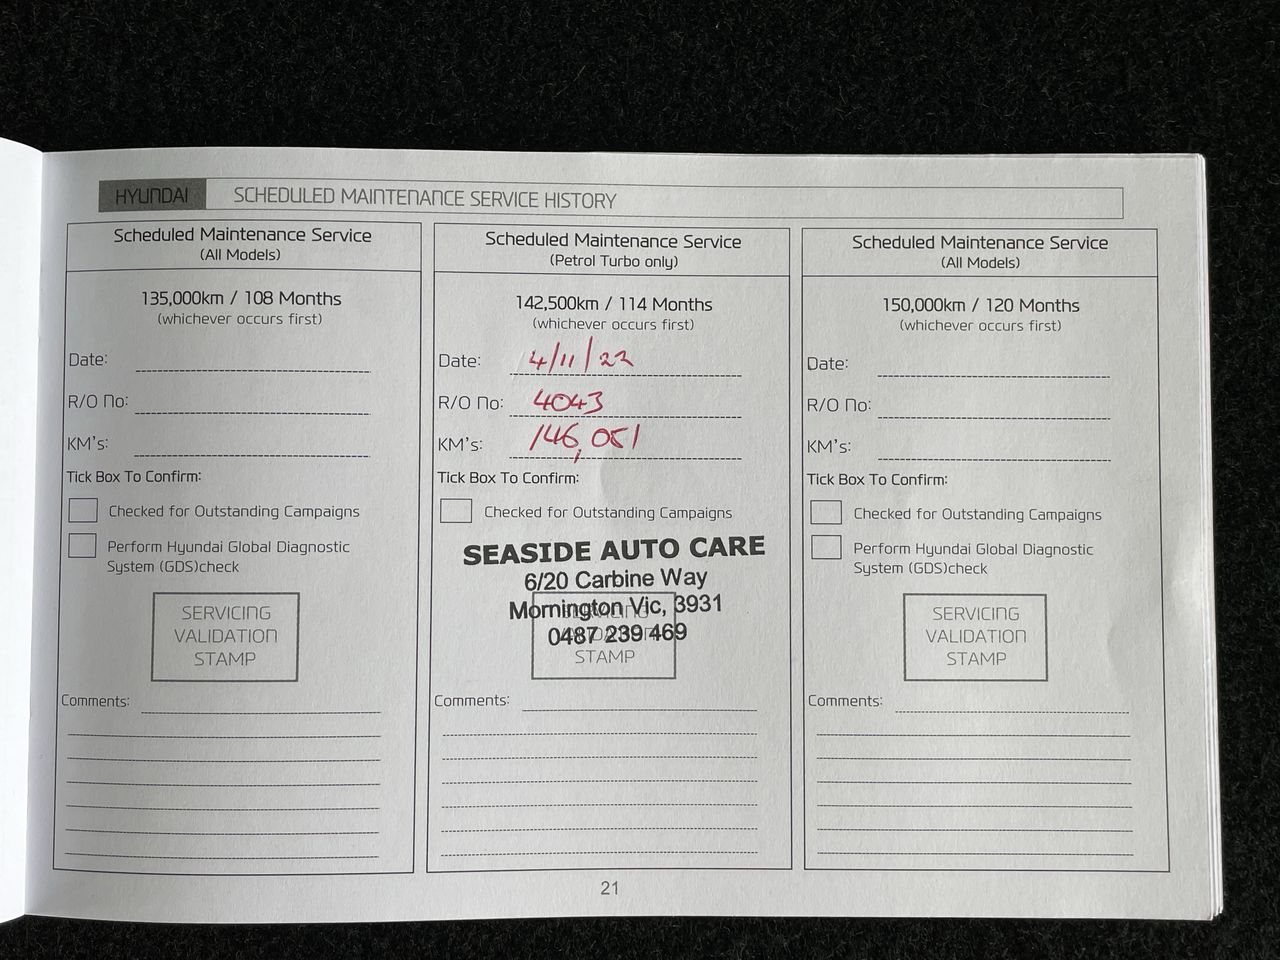 HYUNDAI SCHEDULED MAINTENANCE SERVICE HISTORY
Scheduled Maintenance Service
(All Models)
135,000km / 108 Months
(whichever occurs first)
Date:
R/O No:
KM's:
Tick Box To Confirm:
Checked for Outstanding Campaigns
Perform Hyundai Global Diagnostic
System (GDS)check
SERVICING
VALIDATION
STAMP
Comments:
Scheduled Maintenance Service
(Petrol Turbo only)
142,500km / 114 Months
(whichever occurs first)
Date: 4/11/22
R/O No: 4043
KM's: 146,051
Tick Box To Confirm:
Checked for Outstanding Campaigns
SEASIDE AUTO CARE
6/20 Carbine Way
Mornington Vic, 3931
0487 239 469
SERVICING
VALIDATION
STAMP
Comments:
Scheduled Maintenance Service
(All Models)
150,000km / 120 Months
(whichever occurs first)
Date:
R/O No:
KM's:
Tick Box To Confirm:
Checked for Outstanding Campaigns
Perform Hyundai Global Diagnostic
System (GDS)check
SERVICING
VALIDATION
STAMP
Comments:
21